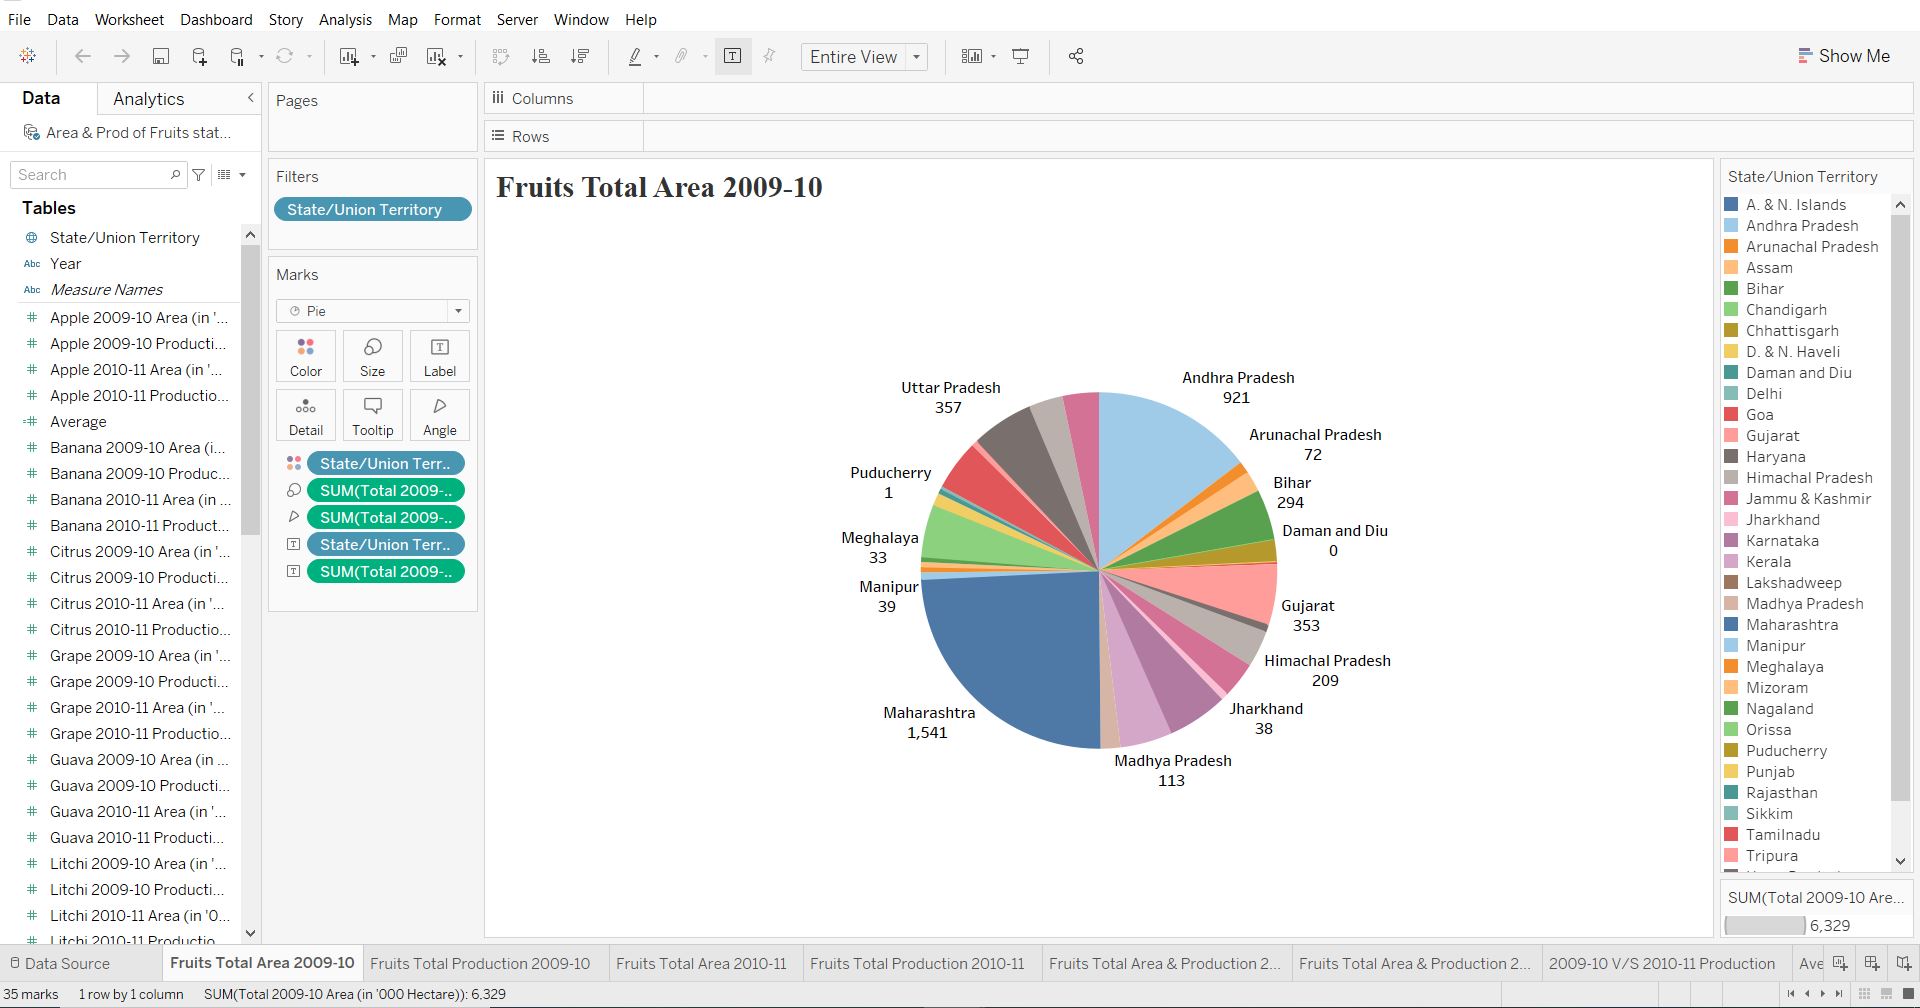 File Data Worksheet Dashboard Story Analysis Map Format Server Window Help
Entire View
Show Me
Data
Analytics
Area & Prod of Fruits stat...
Search
Tables
State/Union Territory
Abc Year
Abc Measure Names
Apple 2009-10 Area (in '...
Apple 2009-10 Producti...
Apple 2010-11 Area (in '...
Apple 2010-11 Productio...
Average
Banana 2009-10 Area (i...
Banana 2009-10 Produc...
Banana 2010-11 Area (in ...
Banana 2010-11 Product...
Citrus 2009-10 Area (in '...
Citrus 2009-10 Producti...
Citrus 2010-11 Area (in '...
Citrus 2010-11 Productio...
Grape 2009-10 Area (in '...
Grape 2009-10 Producti...
Grape 2010-11 Area (in '...
Grape 2010-11 Productio...
Guava 2009-10 Area (in ...
Guava 2009-10 Producti...
Guava 2010-11 Area (in '...
Guava 2010-11 Producti...
Litchi 2009-10 Area (in '...
Litchi 2009-10 Producti...
Litchi 2010-11 Area (in '0...
Litchi 2010-11 Productio
Pages
Filters
State/Union Territory
Marks
Pie
Color Size Label
Detail Tooltip Angle
State/Union Terr..
SUM(Total 2009-..
SUM(Total 2009-..
State/Union Terr..
SUM(Total 2009-..
Columns
Rows
Fruits Total Area 2009-10
Andhra Pradesh
921
Arunachal Pradesh
72
Bihar
294
Daman and Diu
0
Gujarat
353
Himachal Pradesh
209
Jharkhand
38
Madhya Pradesh
113
Maharashtra
1,541
Manipur
39
Meghalaya
33
Puducherry
1
Uttar Pradesh
357
State/Union Territory
A. & N. Islands
Andhra Pradesh
Arunachal Pradesh
Assam
Bihar
Chandigarh
Chhattisgarh
D. & N. Haveli
Daman and Diu
Delhi
Goa
Gujarat
Haryana
Himachal Pradesh
Jammu & Kashmir
Jharkhand
Karnataka
Kerala
Lakshadweep
Madhya Pradesh
Maharashtra
Manipur
Meghalaya
Mizoram
Nagaland
Orissa
Puducherry
Punjab
Rajasthan
Sikkim
Tamilnadu
Tripura
SUM(Total 2009-10 Are...
6,329
Data Source
Fruits Total Area 2009-10
Fruits Total Production 2009-10
Fruits Total Area 2010-11
Fruits Total Production 2010-11
Fruits Total Area & Production 2...
Fruits Total Area & Production 2...
2009-10 V/S 2010-11 Production
Ave
35 marks 1 row by 1 column SUM(Total 2009-10 Area (in '000 Hectare)): 6,329